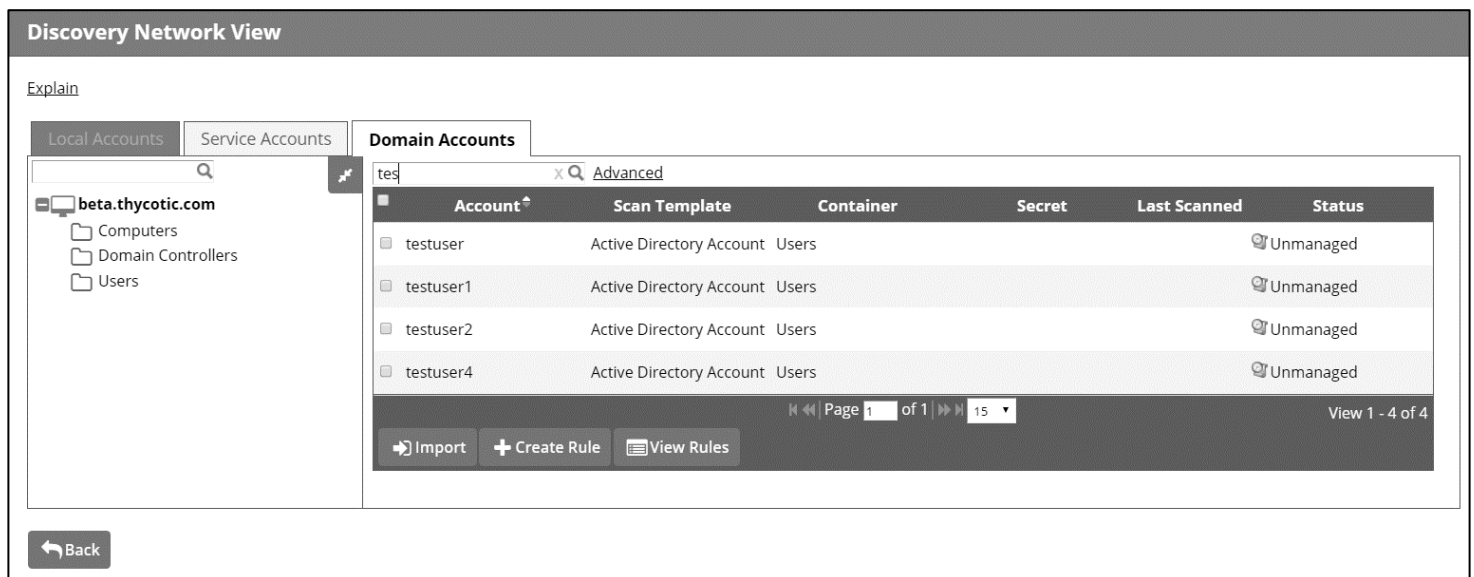 Discovery Network View
Explain
Local Accounts Service Accounts Domain Accounts
tes X Advanced
beta.thycotic.com
Computers
Domain Controllers
Users
Account Scan Template Container Secret Last Scanned Status
testuser Active Directory Account Users Unmanaged
testuser1 Active Directory Account Users Unmanaged
testuser2 Active Directory Account Users Unmanaged
testuser4 Active Directory Account Users Unmanaged
Page 1 of 1 15 View 1 - 4 of 4
Import Create Rule View Rules
Back